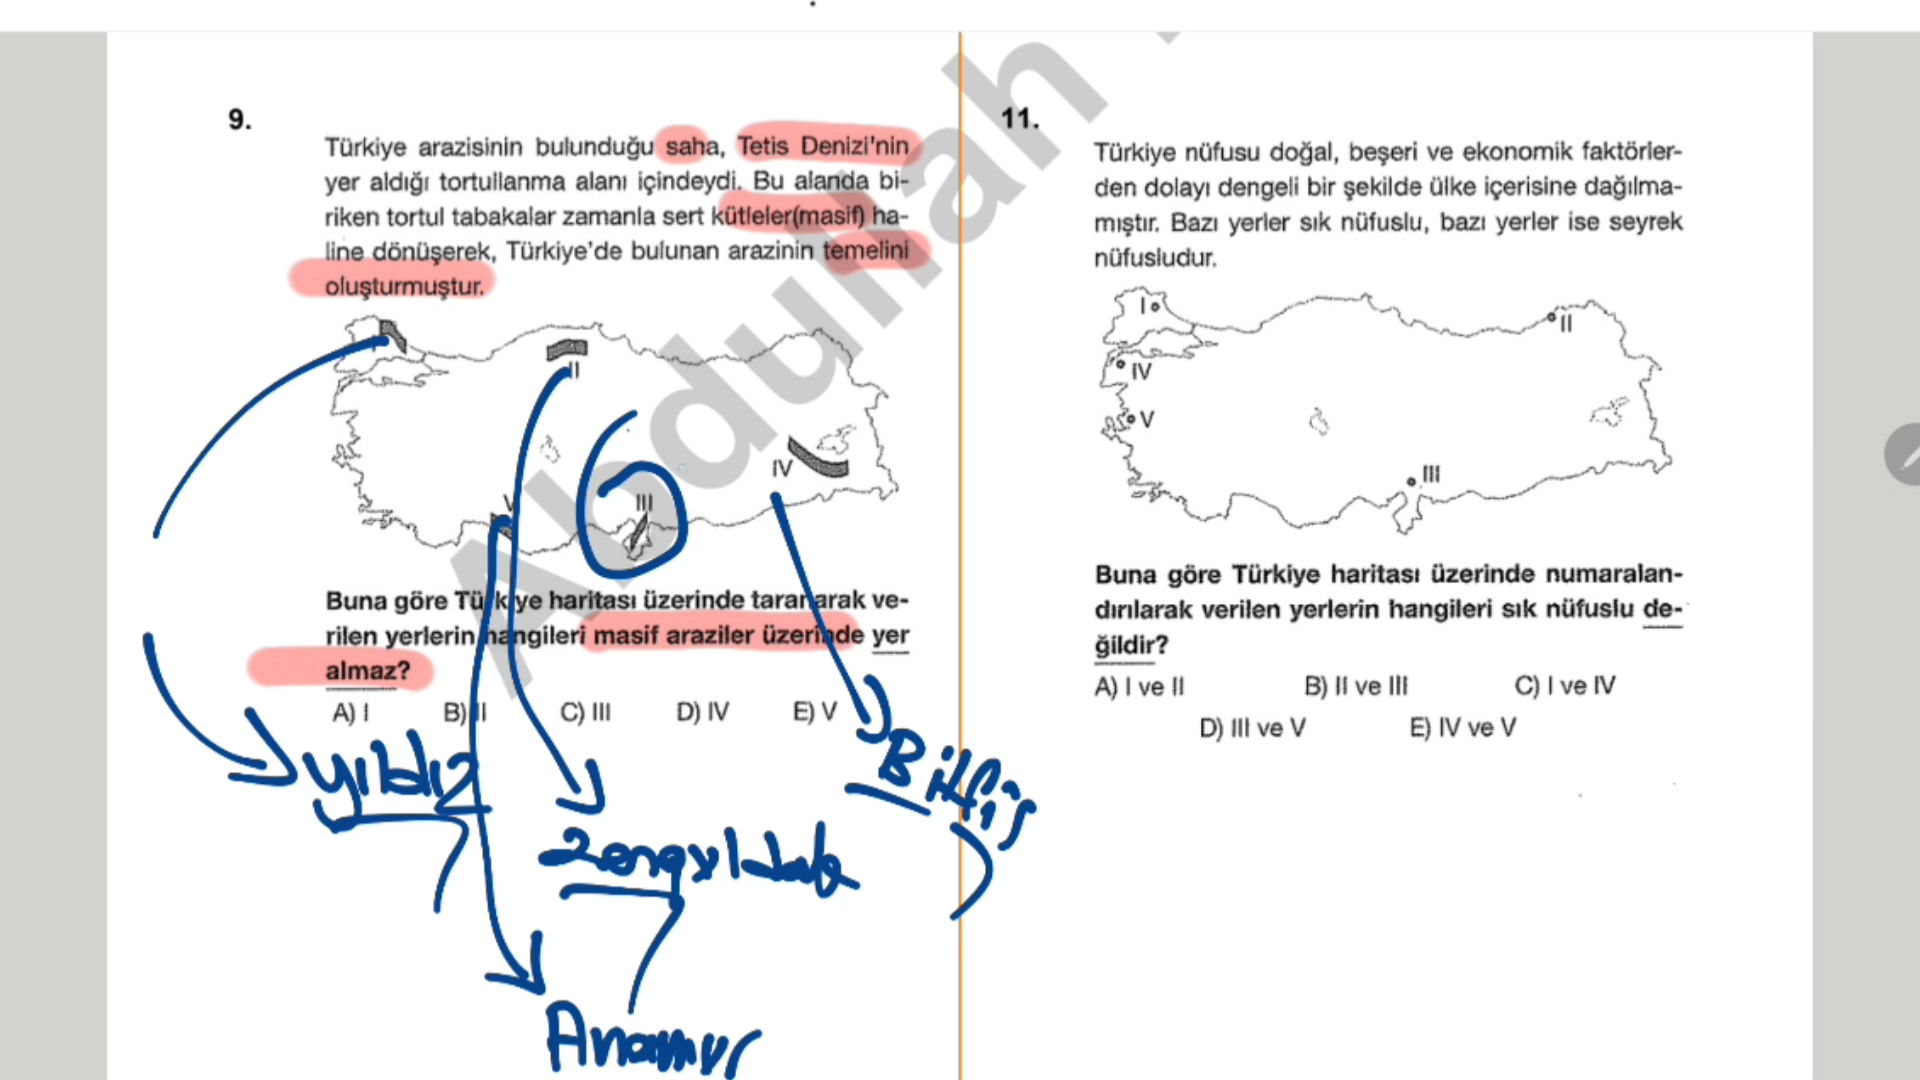 9.
Türkiye arazisinin bulunduğu saha, Tetis Denizi'nin
yer aldığı tortullanma alanı içindeydi. Bu alanda bi-
riken tortul tabakalar zamanla sert kütleler(masif) ha-
line dönüşerek, Türkiye'de bulunan arazinin temelini
oluşturmuştur.
II
III
IV
V
Buna göre Türkiye haritası üzerinde taranarak ve-
rilen yerlerin hangileri masif araziler üzerinde yer
almaz?
A) I B) II C) III D) IV E) V
Yıldız
Bitlis
Zonguldak
Anamur
11.
Türkiye nüfusu doğal, beşeri ve ekonomik faktörler-
den dolayı dengeli bir şekilde ülke içerisine dağılma-
mıştır. Bazı yerler sık nüfuslu, bazı yerler ise seyrek
nüfusludur.
I
II
IV
V
III
Buna göre Türkiye haritası üzerinde numaralan-
dırılarak verilen yerlerin hangileri sık nüfuslu de-
ğildir?
A) I ve II B) II ve III C) I ve IV
D) III ve V E) IV ve V
Abdullah